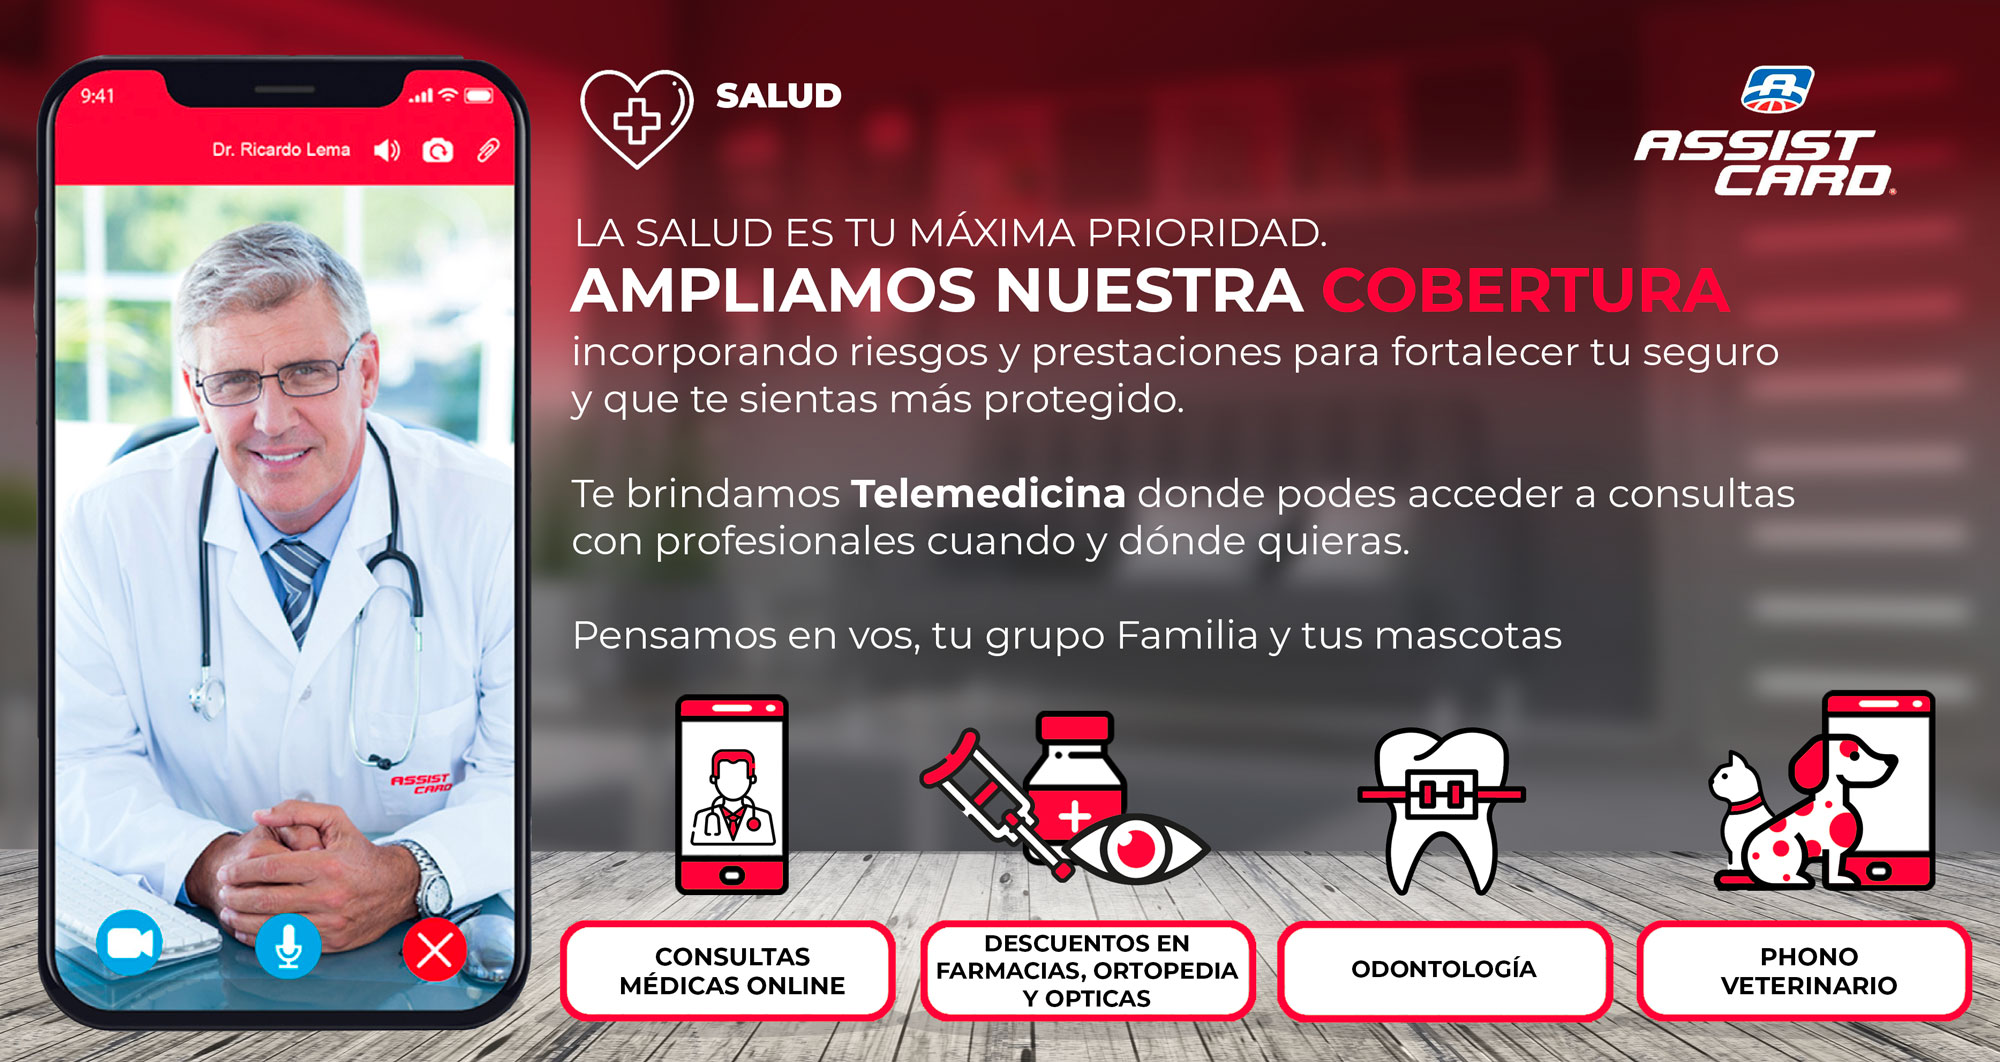 9:41
Dr. Ricardo Lema
ASSIST
CARD
SALUD
ASSIST
CARD®
LA SALUD ES TU MÁXIMA PRIORIDAD.
AMPLIAMOS NUESTRA COBERTURA
incorporando riesgos y prestaciones para fortalecer tu seguro
y que te sientas más protegido.
Te brindamos Telemedicina donde podes acceder a consultas
con profesionales cuando y dónde quieras.
Pensamos en vos, tu grupo Familia y tus mascotas
CONSULTAS
MÉDICAS ONLINE
DESCUENTOS EN
FARMACIAS, ORTOPEDIA
Y OPTICAS
ODONTOLOGÍA
PHONO
VETERINARIO